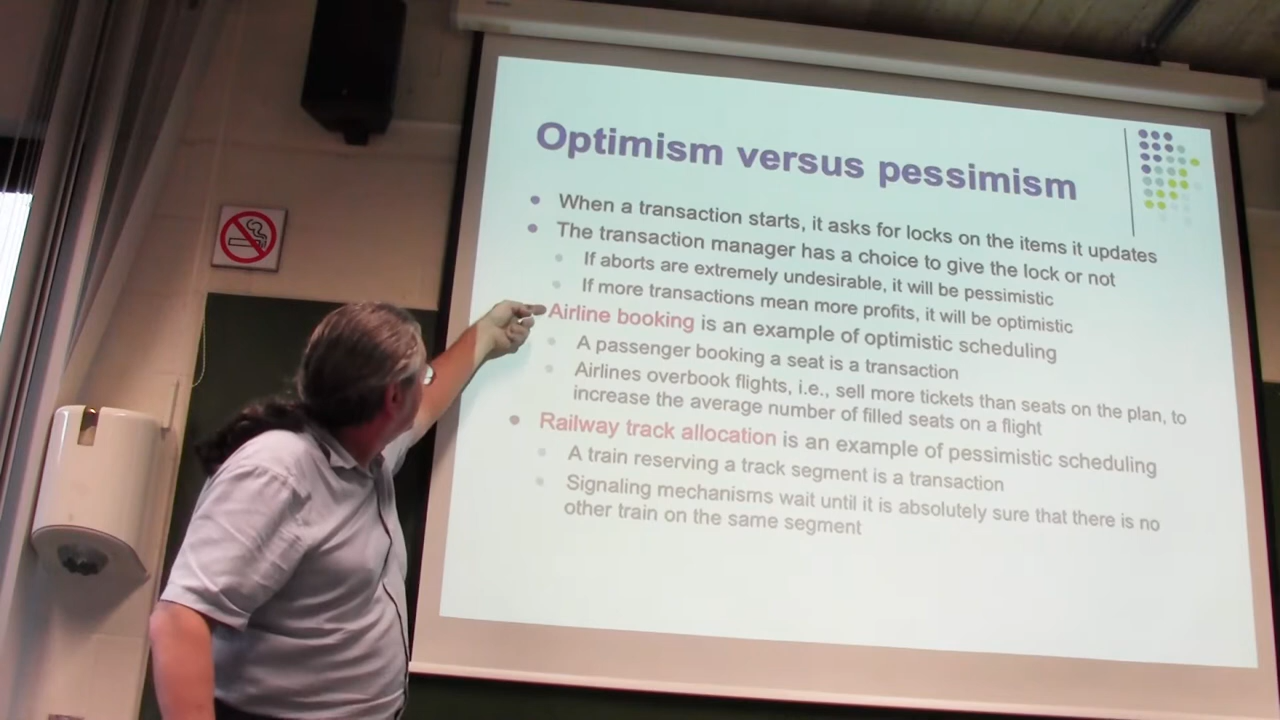 Optimism versus pessimism
When a transaction starts, it asks for locks on the items it updates
The transaction manager has a choice to give the lock or not
If aborts are extremely undesirable, it will be pessimistic
If more transactions mean more profits, it will be optimistic
Airline booking is an example of optimistic scheduling
A passenger booking a seat is a transaction
Airlines overbook flights, i.e., sell more tickets than seats on the plan, to
increase the average number of filled seats on a flight
Railway track allocation is an example of pessimistic scheduling
A train reserving a track segment is a transaction
Signaling mechanisms wait until it is absolutely sure that there is no
other train on the same segment